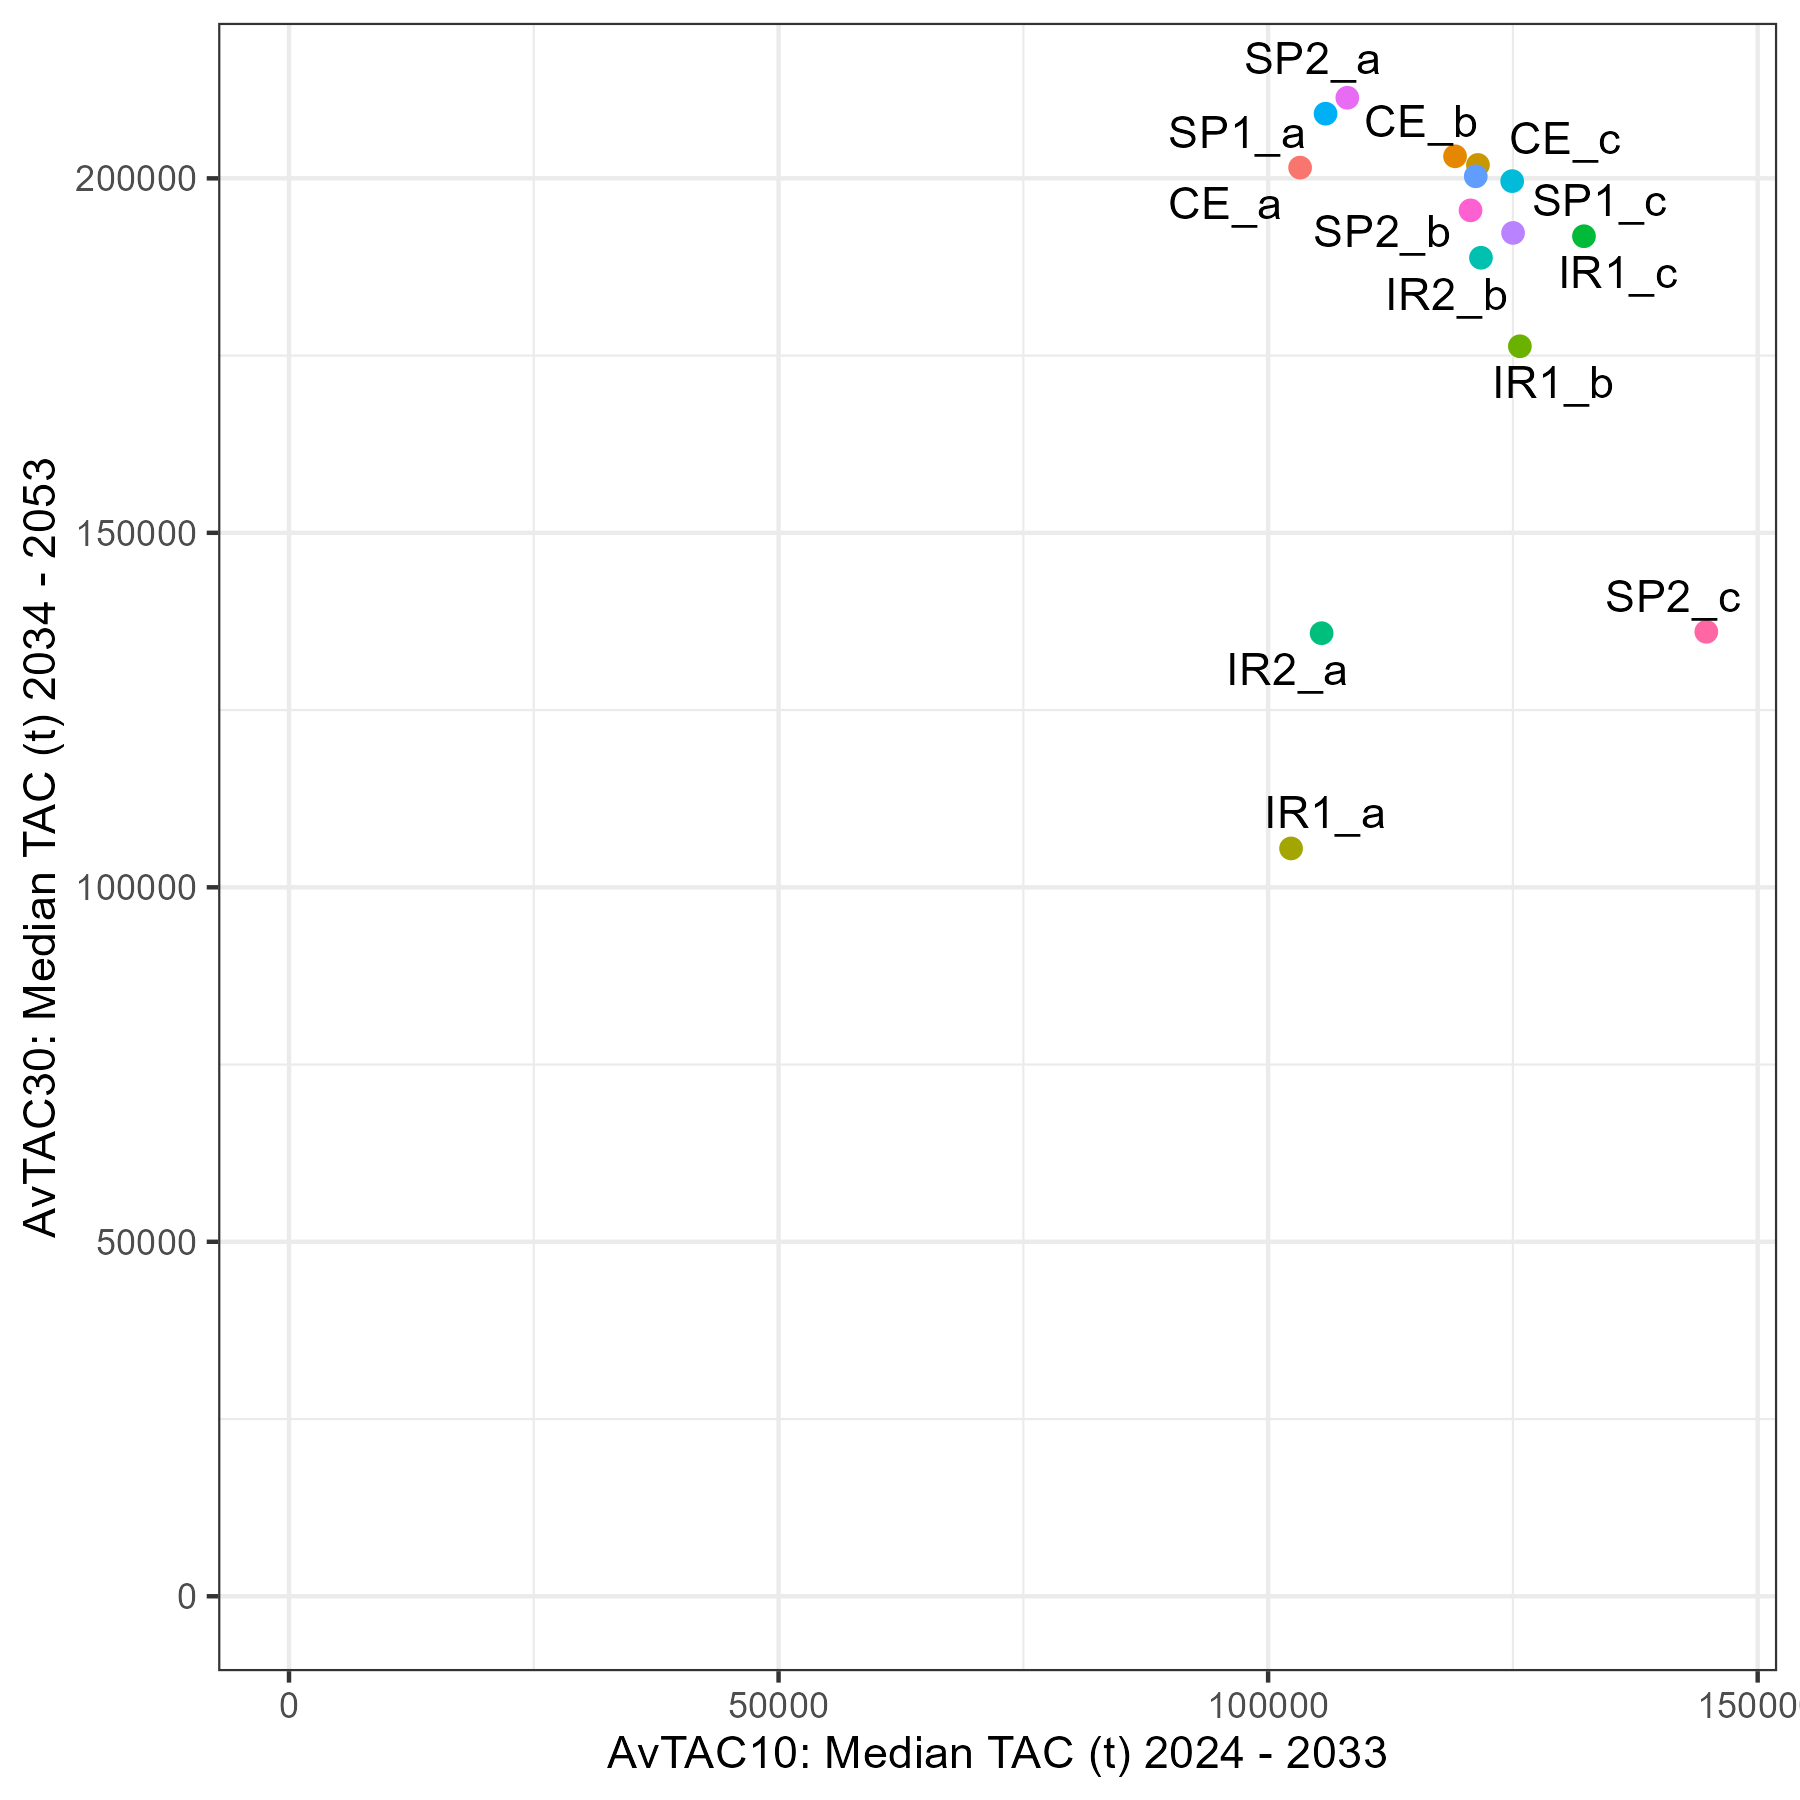 SP2_a
CE_b
SP1_a
CE_c
CE_a
SP1_c
SP2_b
IR1_c
IR2_b
IR1_b
SP2_c
IR2_a
IR1_a
200000
150000
100000
50000
0
AvTAC30: Median TAC (t) 2034 - 2053
0
50000
100000
15000
AvTAC10: Median TAC (t) 2024 - 2033